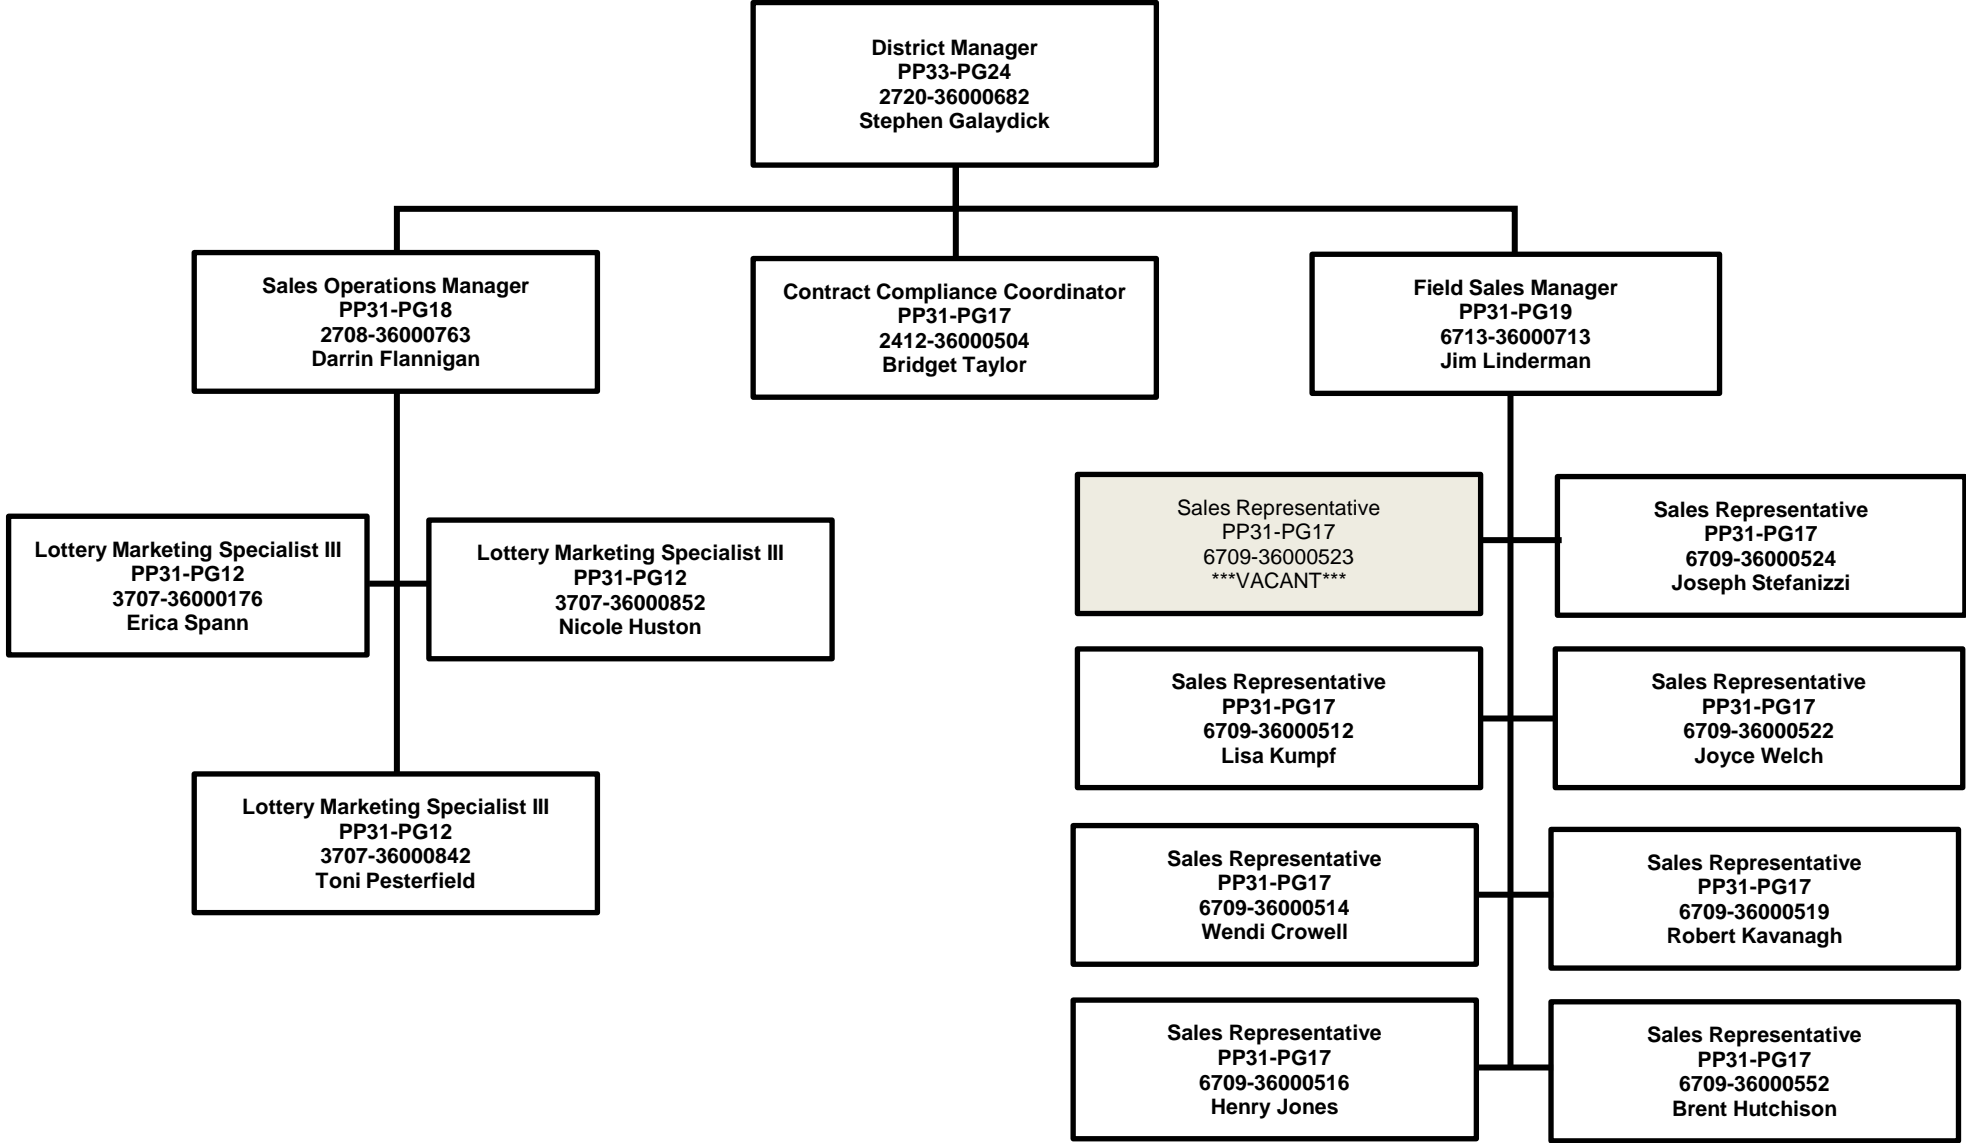 District Manager
PP33-PG24
2720-36000682
Stephen Galaydick
Sales Operations Manager
PP31-PG18
2708-36000763
Darrin Flannigan
Contract Compliance Coordinator
PP31-PG17
2412-36000504
Bridget Taylor
Field Sales Manager
PP31-PG19
6713-36000713
Jim Linderman
Lottery Marketing Specialist III
PP31-PG12
3707-36000176
Erica Spann
Lottery Marketing Specialist III
PP31-PG12
3707-36000852
Nicole Huston
Lottery Marketing Specialist III
PP31-PG12
3707-36000842
Toni Pesterfield
Sales Representative
PP31-PG17
6709-36000523
***VACANT***
Sales Representative
PP31-PG17
6709-36000524
Joseph Stefanizzi
Sales Representative
PP31-PG17
6709-36000512
Lisa Kumpf
Sales Representative
PP31-PG17
6709-36000522
Joyce Welch
Sales Representative
PP31-PG17
6709-36000514
Wendi Crowell
Sales Representative
PP31-PG17
6709-36000519
Robert Kavanagh
Sales Representative
PP31-PG17
6709-36000516
Henry Jones
Sales Representative
PP31-PG17
6709-36000552
Brent Hutchison